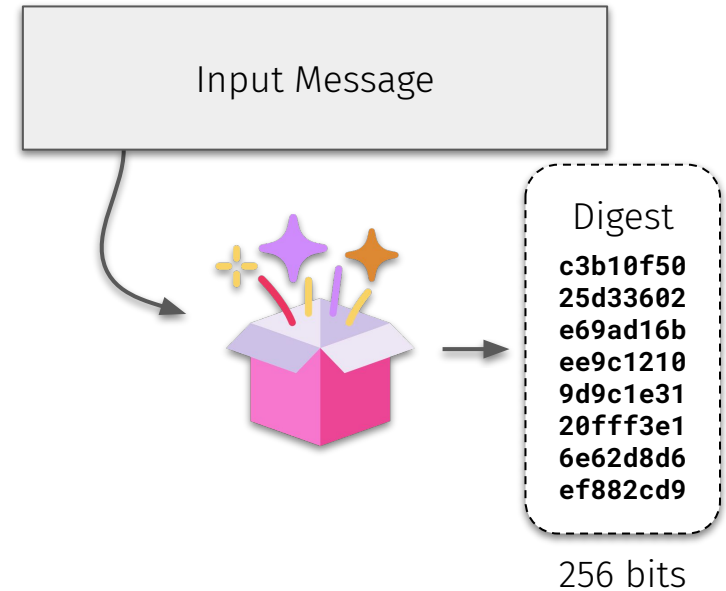 Input Message
Digest
c3b10f50
25d33602
e69ad16b
ee9c1210
9d9c1e31
20fff3e1
6e62d8d6
ef882cd9
256 bits